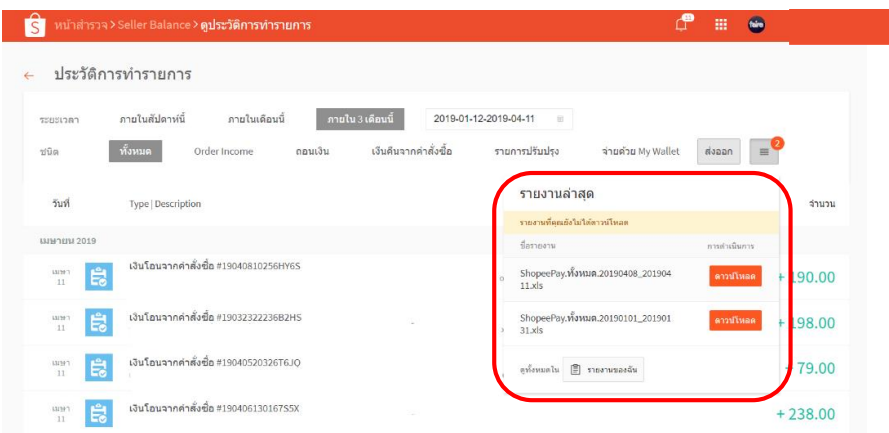 หน้าสำรวจ > Seller Balance > ดูประวัติการทำรายการ
← ประวัติการทำรายการ
ระยะเวลา ภายในสัปดาห์นี้ ภายในเดือนนี้ ภายใน 3 เดือนนี้ 2019-01-12-2019-04-11
ชนิด ทั้งหมด Order Income ถอนเงิน เงินคืนจากคำสั่งซื้อ รายการปรับปรุง จ่ายด้วย My Wallet ส่งออก 2
วันที่ Type | Description จำนวน
เมษายน 2019
รายงานล่าสุด
รายงานที่คุณยังไม่ได้ดาวน์โหลด
ชื่อรายงาน การดำเนินการ
ShopeePay.ทั้งหมด.20190408_201904
11.xls
ดาวน์โหลด
ShopeePay.ทั้งหมด.20190101_201901
31.xls
ดาวน์โหลด
ดูทั้งหมดใน รายงานของฉัน
เมษา
11
เงินโอนจากคำสั่งซื้อ #19040810256HY6S
+ 190.00
เมษา
11
เงินโอนจากคำสั่งซื้อ #19032322236B2HS
+ 198.00
เมษา
11
เงินโอนจากคำสั่งซื้อ #19040520326T6JQ
+ 79.00
เมษา
11
เงินโอนจากคำสั่งซื้อ #190406130167S5X
+ 238.00